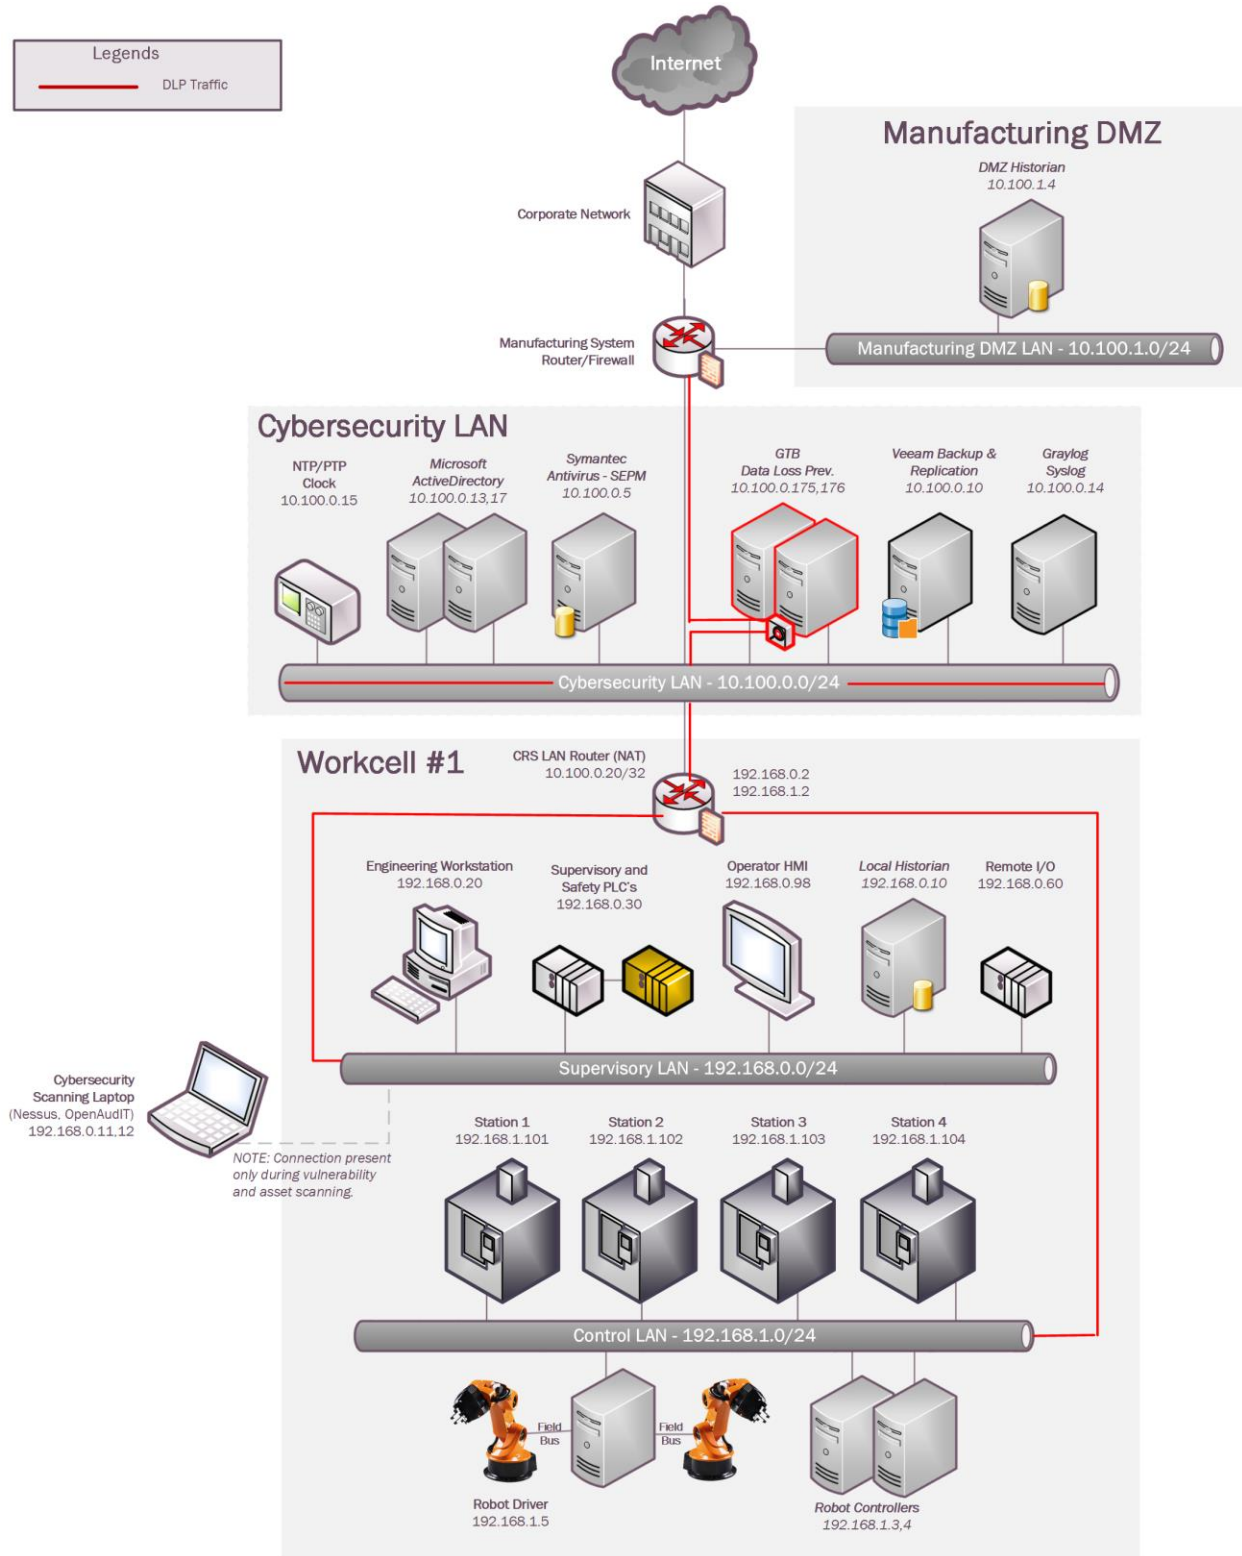 Legends
DLP Traffic
Internet
Manufacturing DMZ
DMZ Historian
10.100.1.4
Corporate Network
Manufacturing System
Router/Firewall
Manufacturing DMZ LAN - 10.100.1.0/24
Cybersecurity LAN
NTP/PTP
Clock
10.100.0.15
Microsoft
ActiveDirectory
10.100.0.13,17
Symantec
Antivirus - SEPM
10.100.0.5
GTB
Data Loss Prev.
10.100.0.175,176
Veeam Backup &
Replication
10.100.0.10
Graylog
Syslog
10.100.0.14
Cybersecurity LAN - 10.100.0.0/24
Workcell #1
CRS LAN Router (NAT)
10.100.0.20/32
192.168.0.2
192.168.1.2
Engineering Workstation
192.168.0.20
Supervisory and
Safety PLC's
192.168.0.30
Operator HMI
192.168.0.98
Local Historian
192.168.0.10
Remote I/O
192.168.0.60
Supervisory LAN - 192.168.0.0/24
Cybersecurity
Scanning Laptop
(Nessus, OpenAudIT)
192.168.0.11,12
NOTE: Connection present
only during vulnerability
and asset scanning.
Station 1
192.168.1.101
Station 2
192.168.1.102
Station 3
192.168.1.103
Station 4
192.168.1.104
Control LAN - 192.168.1.0/24
Field
Bus
Field
Bus
Robot Driver
192.168.1.5
Robot Controllers
192.168.1.3,4